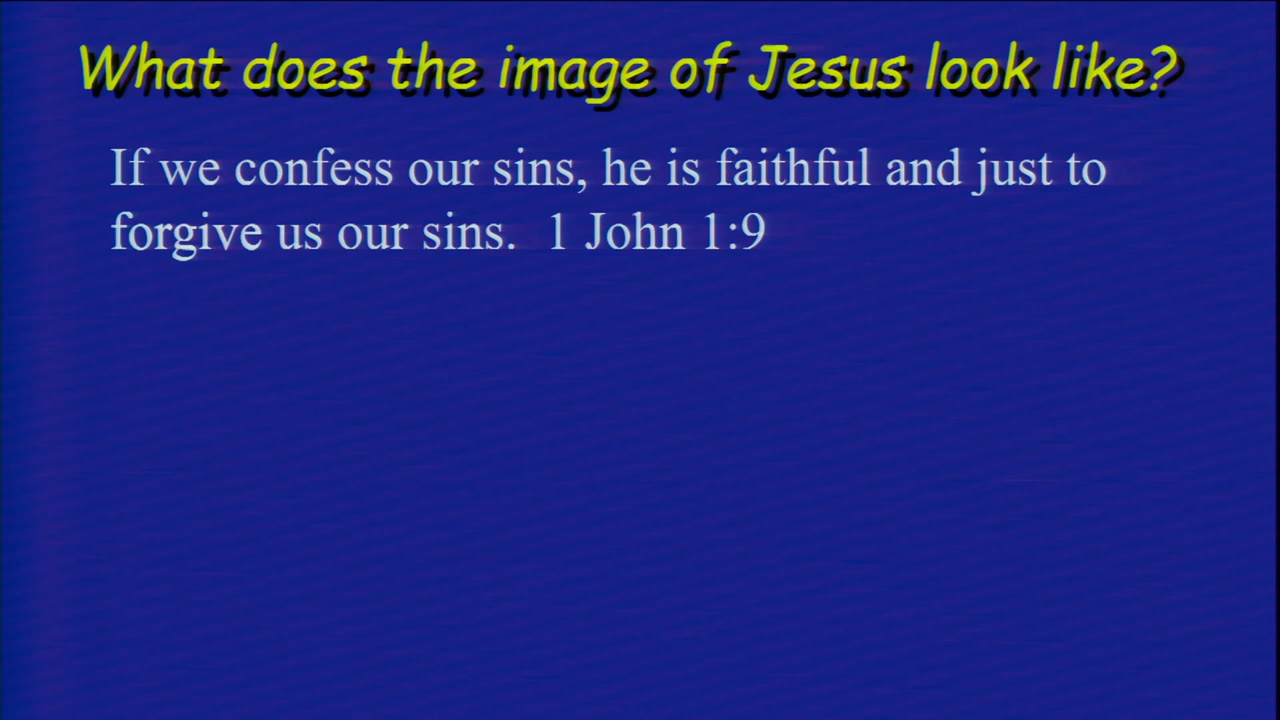 What does the image of Jesus look like?
If we confess our sins, he is faithful and just to
forgive us our sins.  1 John 1:9